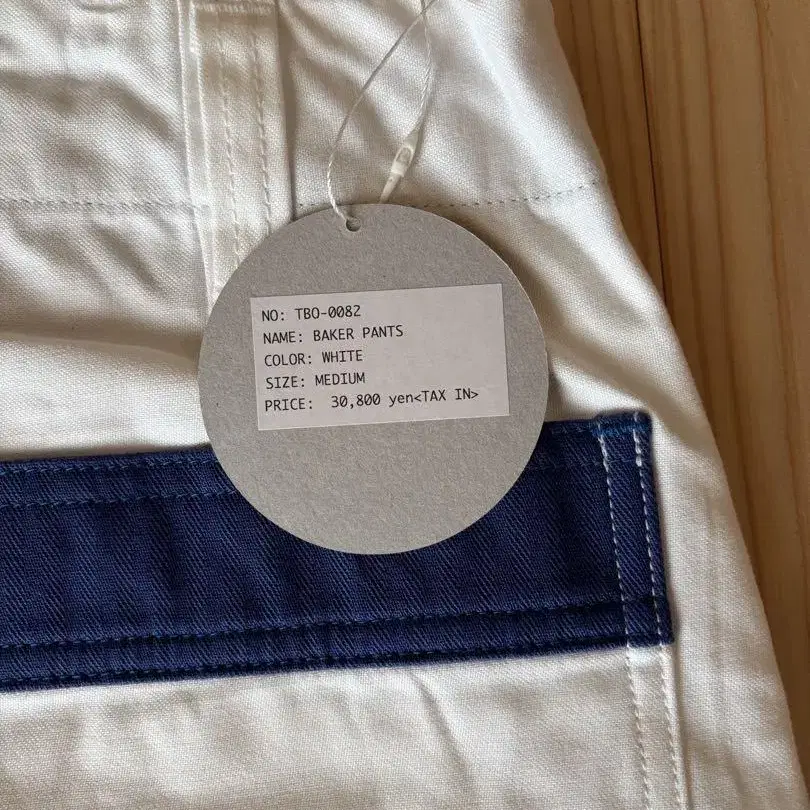 NO: TBO-0082
NAME: BAKER PANTS
COLOR: WHITE
SIZE: MEDIUM
PRICE: 30,800 yen<TAX IN>